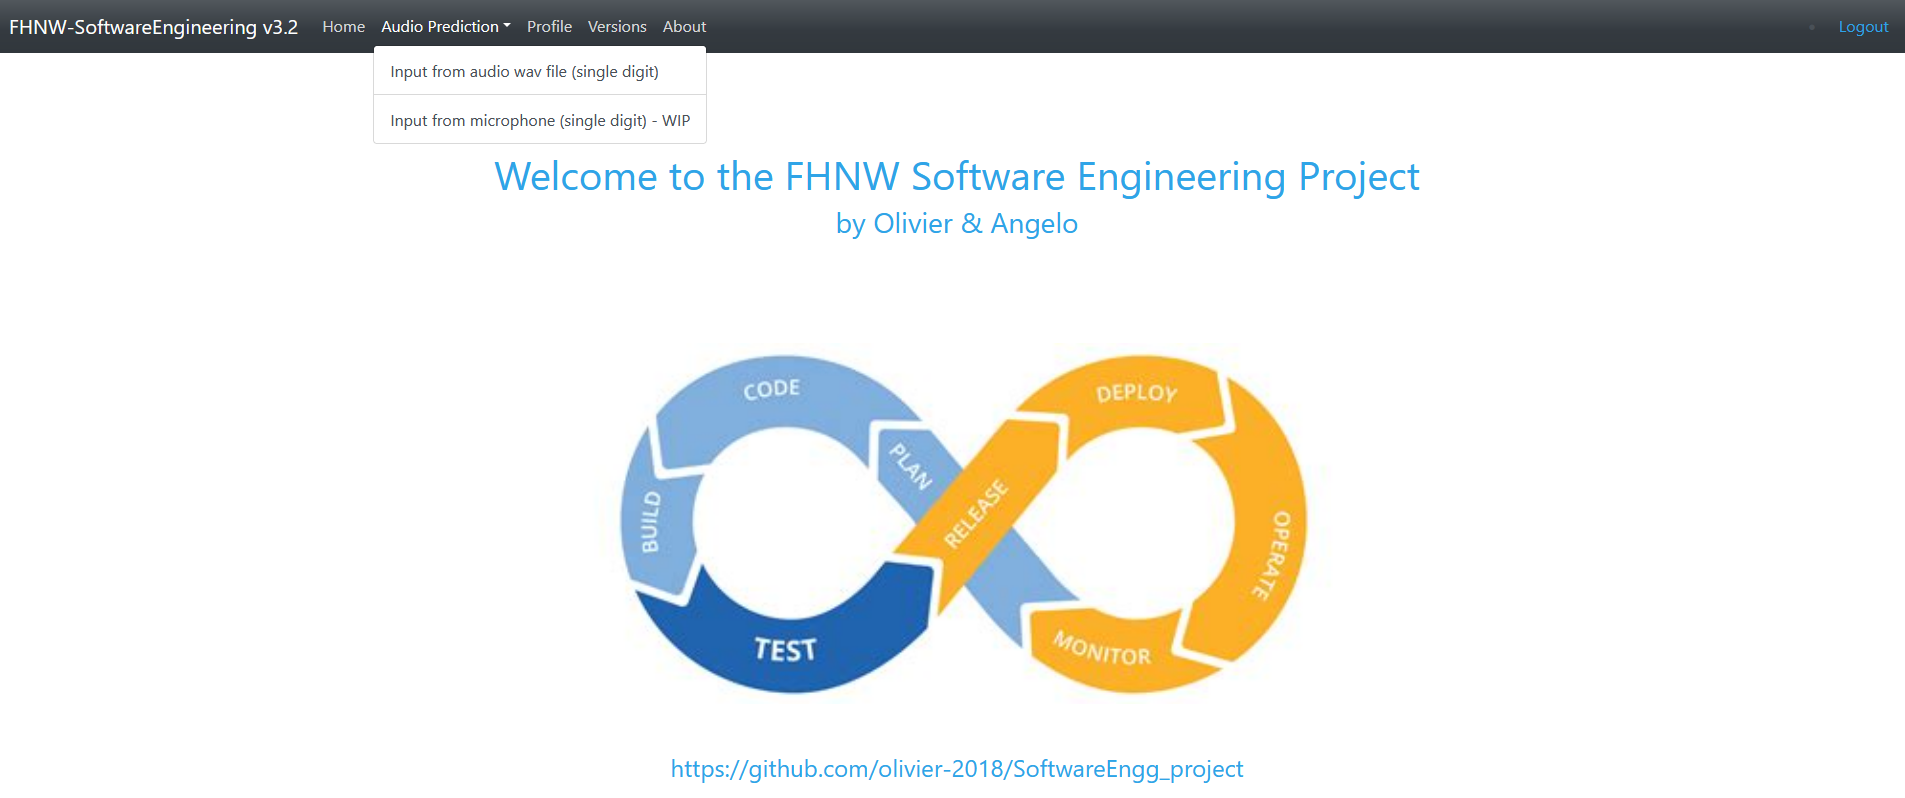 FHNW-SoftwareEngineering v3.2 Home Audio Prediction Profile Versions About Logout
Input from audio wav file (single digit)
Input from microphone (single digit) - WIP
Welcome to the FHNW Software Engineering Project
by Olivier & Angelo
CODE
DEPLOY
PLAN
BUILD
RELEASE
OPERATE
TEST
MONITOR
https://github.com/olivier-2018/SoftwareEngg_project